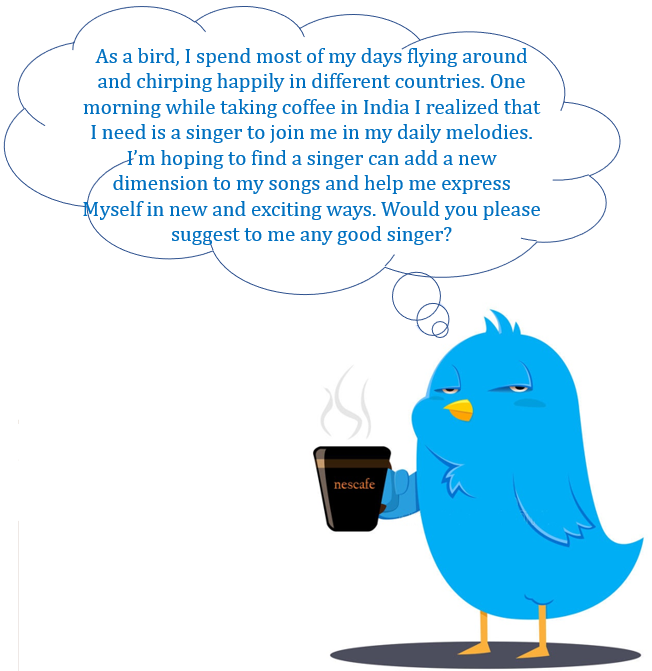 As a bird, I spend most of my days flying around
and chirping happily in different countries. One
morning while taking coffee in India I realized that
I need is a singer to join me in my daily melodies.
I’m hoping to find a singer can add a new
dimension to my songs and help me express
Myself in new and exciting ways. Would you please
suggest to me any good singer?
nescafe